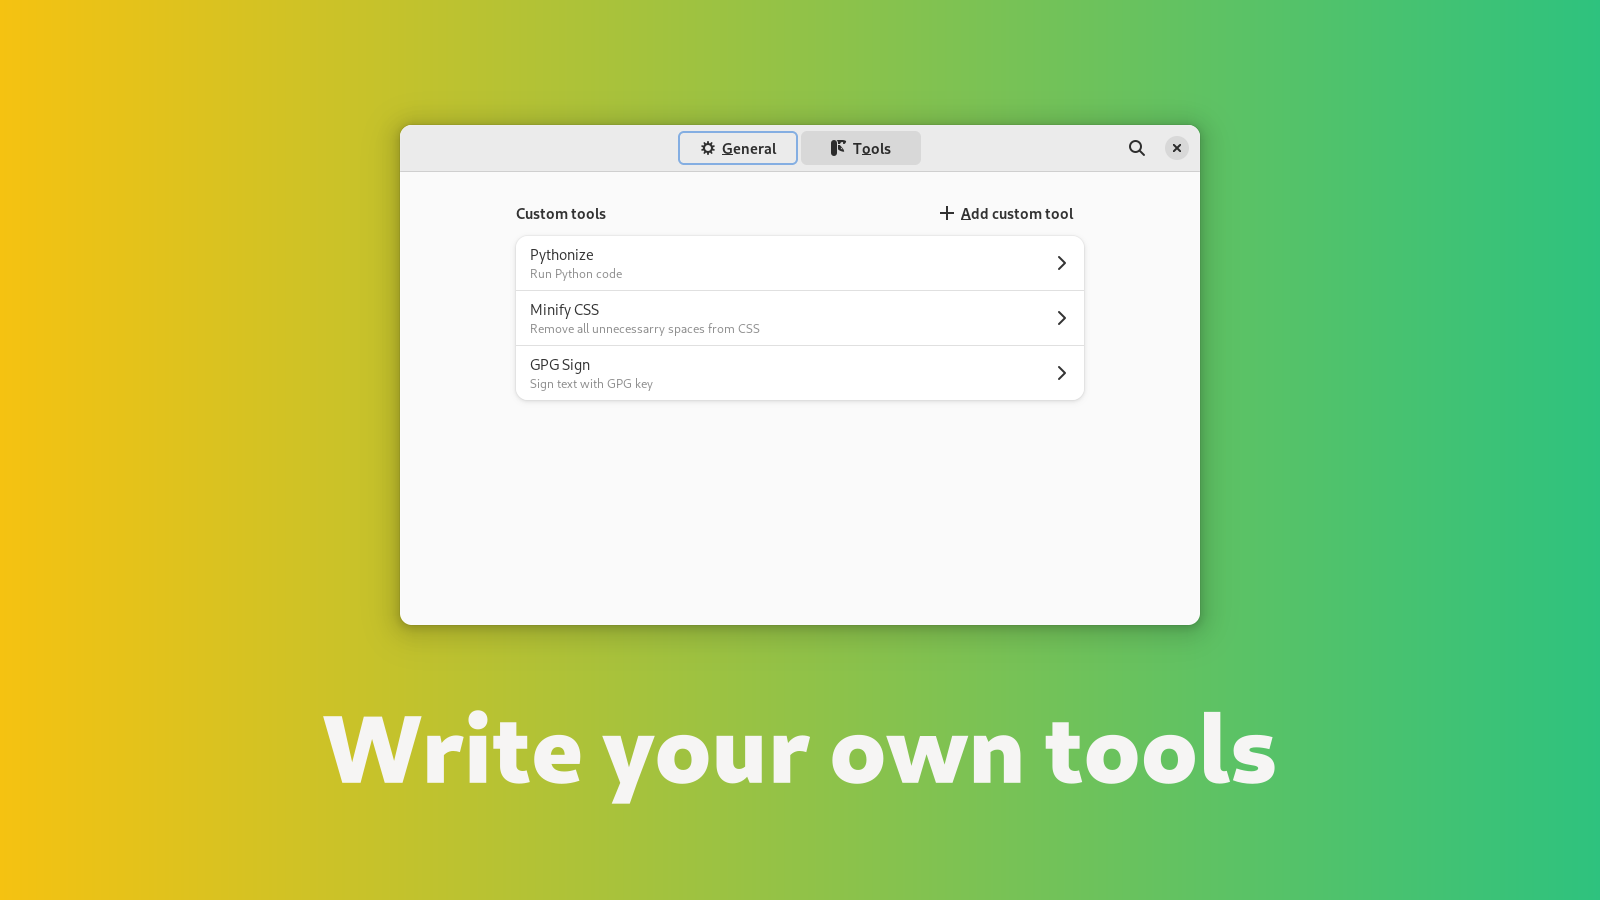 General
Tools
Custom tools
Add custom tool
Pythonize
Run Python code
Minify CSS
Remove all unnecessarry spaces from CSS
GPG Sign
Sign text with GPG key
Write your own tools